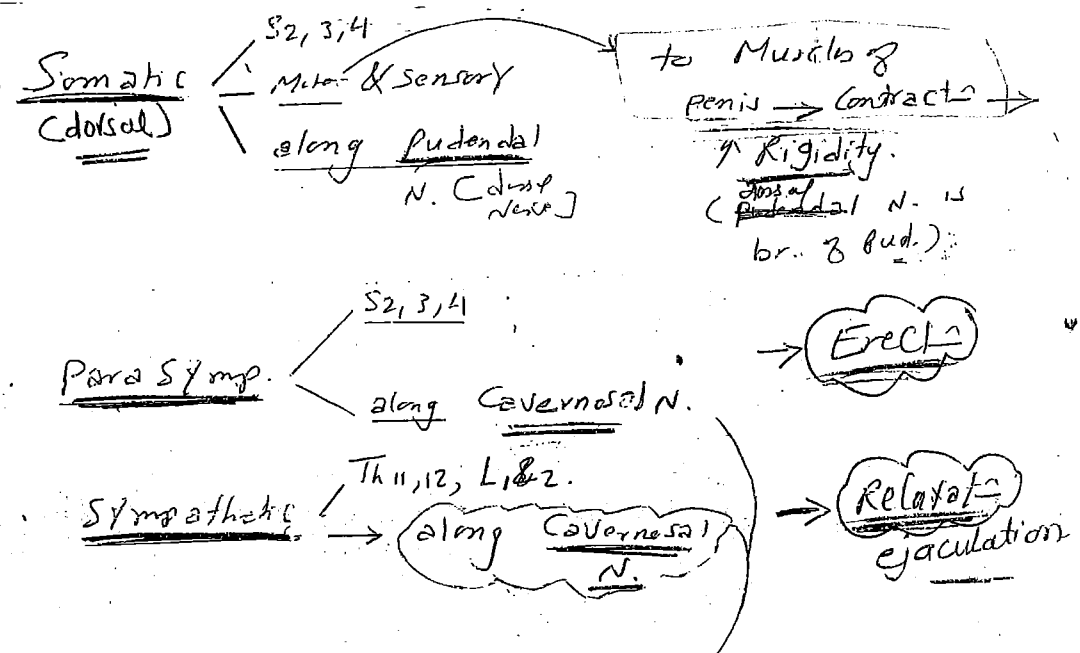 S2, 3, 4
Somatic
(dorsal)
Motor & sensory
along Pudendal
N. (dorsal
Nerve)
to Muscles of
penis → Contract=
Rigidity.
(dorsal N. is
br. of Pud.)
S2, 3, 4
Para Symp.
along Cavernosal N.
→ Erect=
Th 11, 12, L1 & 2.
Sympathetic
→ along Cavernosal
N.
→ Relaxat=
ejaculation